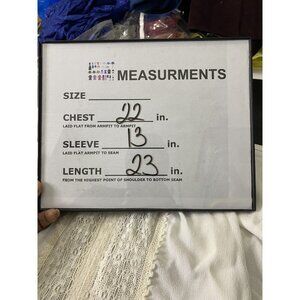 MEASURMENTS
SIZE
CHEST 22 in.
LAID FLAT FROM ARMPIT TO ARMPIT
SLEEVE 13 in.
LAID FLAT ARMPIT TO SEAM
LENGTH 23 in.
FROM THE HIGHEST POINT OF SHOULDER TO BOTTOM SEAM